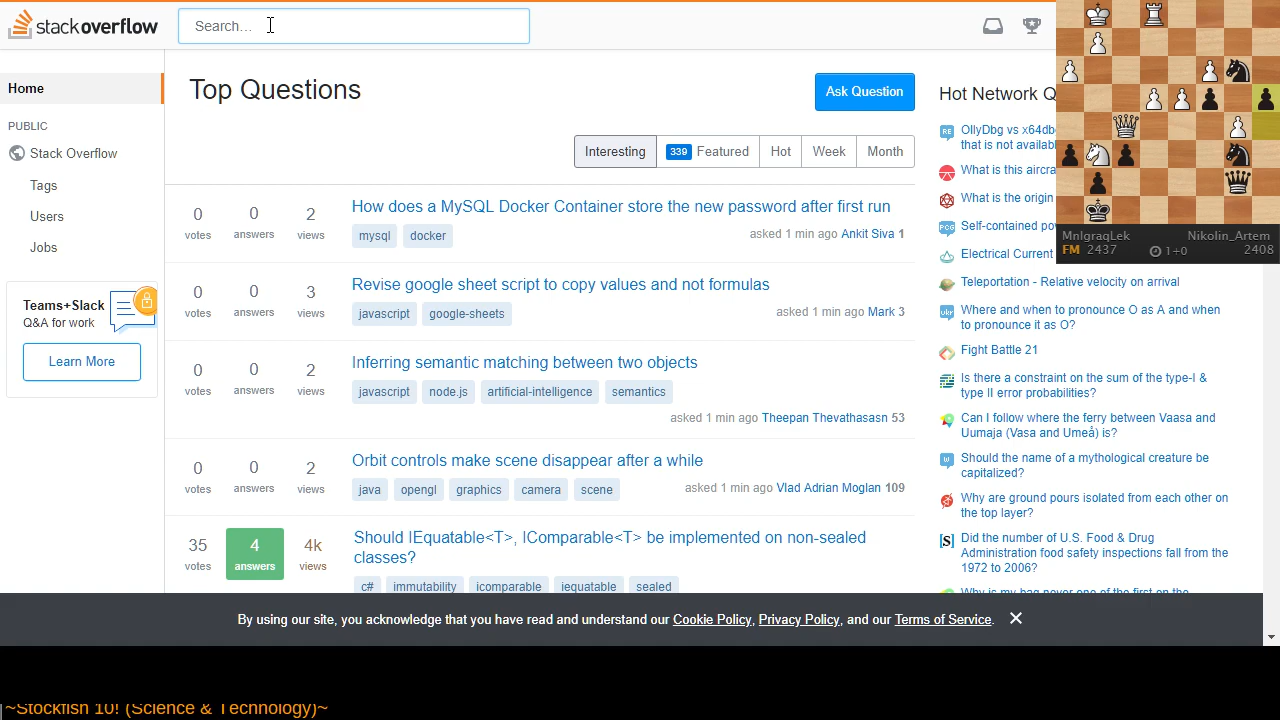 stackoverflow
Search...
Home
PUBLIC
Stack Overflow
Tags
Users
Jobs
Teams+Slack
Q&A for work
Learn More
Top Questions
Ask Question
Interesting
339 Featured
Hot
Week
Month
0 votes
0 answers
2 views
How does a MySQL Docker Container store the new password after first run
mysql docker
asked 1 min ago Ankit Siva 1
0 votes
0 answers
3 views
Revise google sheet script to copy values and not formulas
javascript google-sheets
asked 1 min ago Mark 3
0 votes
0 answers
2 views
Inferring semantic matching between two objects
javascript node.js artificial-intelligence semantics
asked 1 min ago Theepan Thevathasasn 53
0 votes
0 answers
2 views
Orbit controls make scene disappear after a while
java opengl graphics camera scene
asked 1 min ago Vlad Adrian Moglan 109
35 votes
4 answers
4k views
Should IEquatable<T>, IComparable<T> be implemented on non-sealed
classes?
c# immutability icomparable iequatable sealed
Hot Network Q
OllyDbg vs x64db
that is not availabl
What is this aircra
What is the origin
Self-contained po
Electrical Current
Teleportation - Relative velocity on arrival
Where and when to pronounce О as A and when
to pronounce it as O?
Fight Battle 21
Is there a constraint on the sum of the type-I &
type II error probabilities?
Can I follow where the ferry between Vaasa and
Uumaja (Vasa and Umeå) is?
Should the name of a mythological creature be
capitalized?
Why are ground pours isolated from each other on
the top layer?
Did the number of U.S. Food & Drug
Administration food safety inspections fall from the
1972 to 2006?
Why is my bag never one of the first on the
MnlgraqLek
FM 2437
1+0
Nikolin_Artem
2408
By using our site, you acknowledge that you have read and understand our Cookie Policy, Privacy Policy, and our Terms of Service.
~Stockfish 10! (Science & Technology)~